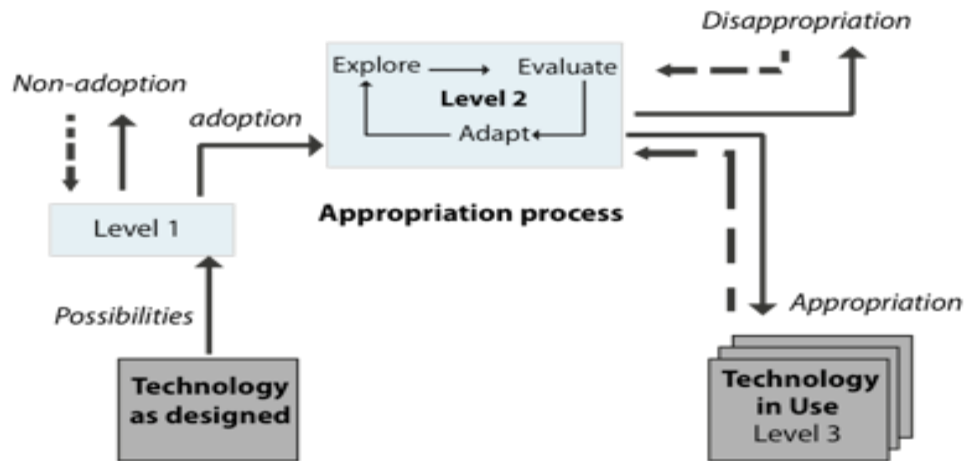 Disappropriation
Explore
Evaluate
Non-adoption
Level 2
adoption
Adapt
Appropriation process
Level 1
Possibilities
Appropriation
Technology
as designed
Technology
in Use
Level 3